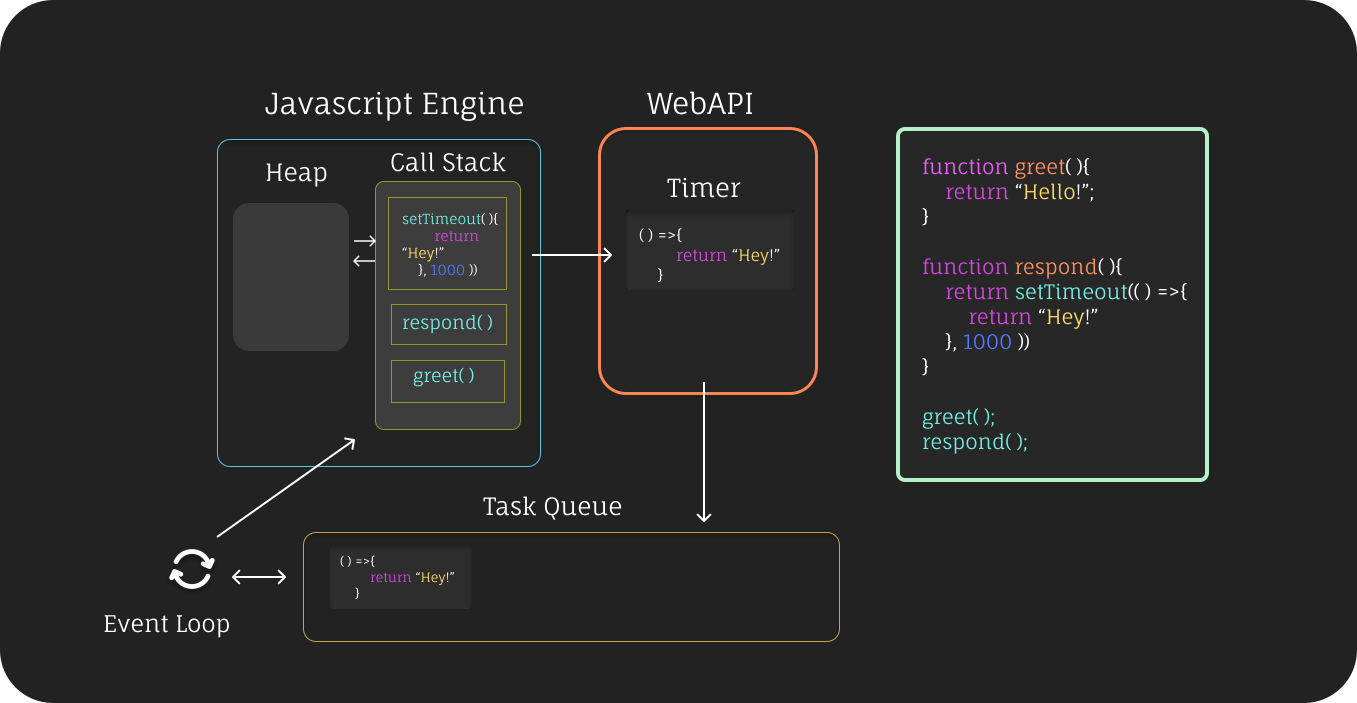 Javascript Engine
WebAPI
Heap
Call Stack
setTimeout( ){
return
“Hey!”
}, 1000 ))
respond( )
greet( )
Timer
( ) =>{
return “Hey!”
}
function greet( ){
return “Hello!”;
}
function respond( ){
return setTimeout(( ) =>{
return “Hey!”
}, 1000 ))
}
greet( );
respond( );
Task Queue
( ) =>{
return “Hey!”
}
Event Loop